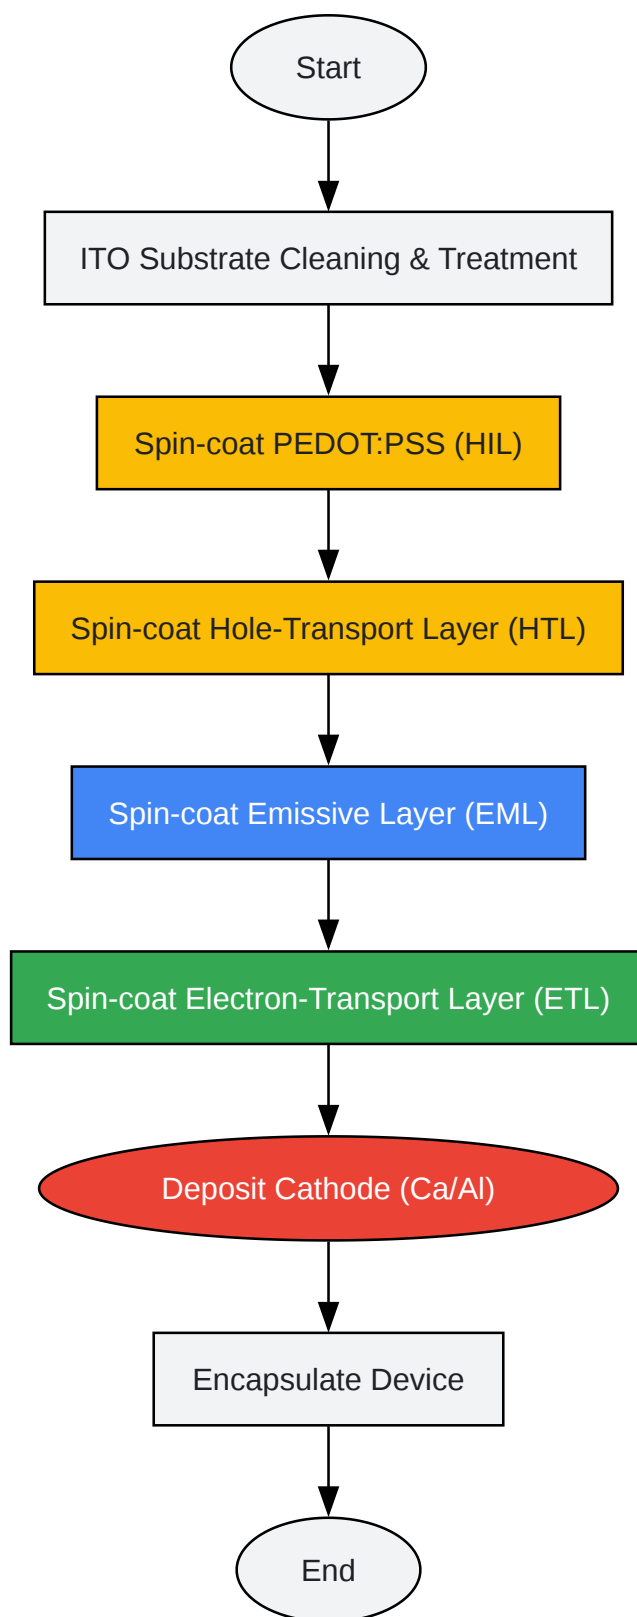 Start
ITO Substrate Cleaning & Treatment
Spin-coat PEDOT:PSS (HIL)
Spin-coat Hole-Transport Layer (HTL)
Spin-coat Emissive Layer (EML)
Spin-coat Electron-Transport Layer (ETL)
Deposit Cathode (Ca/Al)
Encapsulate Device
End